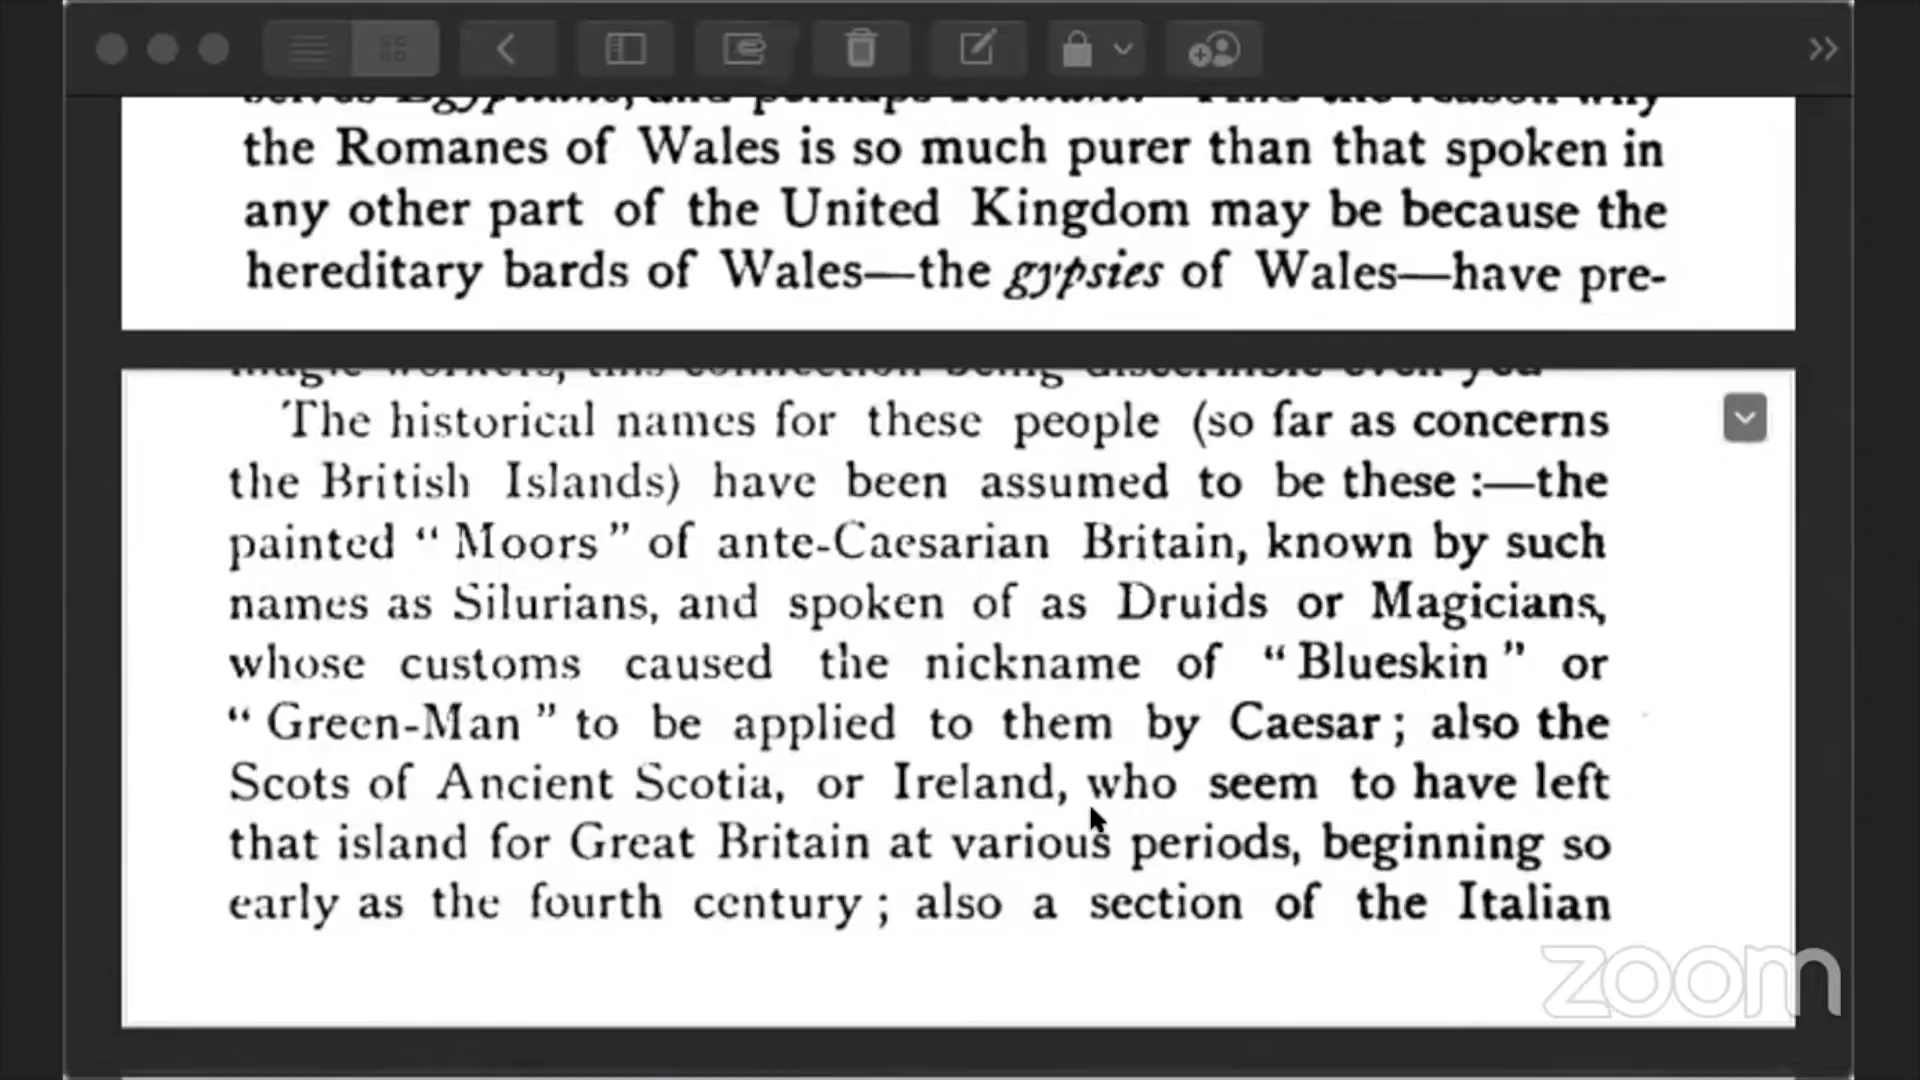 the Romanes of Wales is so much purer than that spoken in
any other part of the United Kingdom may be because the
hereditary bards of Wales—the gypsies of Wales—have pre-
The historical names for these people (so far as concerns
the British Islands) have been assumed to be these :—the
painted “ Moors ” of ante-Caesarian Britain, known by such
names as Silurians, and spoken of as Druids or Magicians,
whose customs caused the nickname of “ Blueskin ” or
“ Green-Man ” to be applied to them by Caesar ; also the
Scots of Ancient Scotia, or Ireland, who seem to have left
that island for Great Britain at various periods, beginning so
early as the fourth century ; also a section of the Italian
zoom